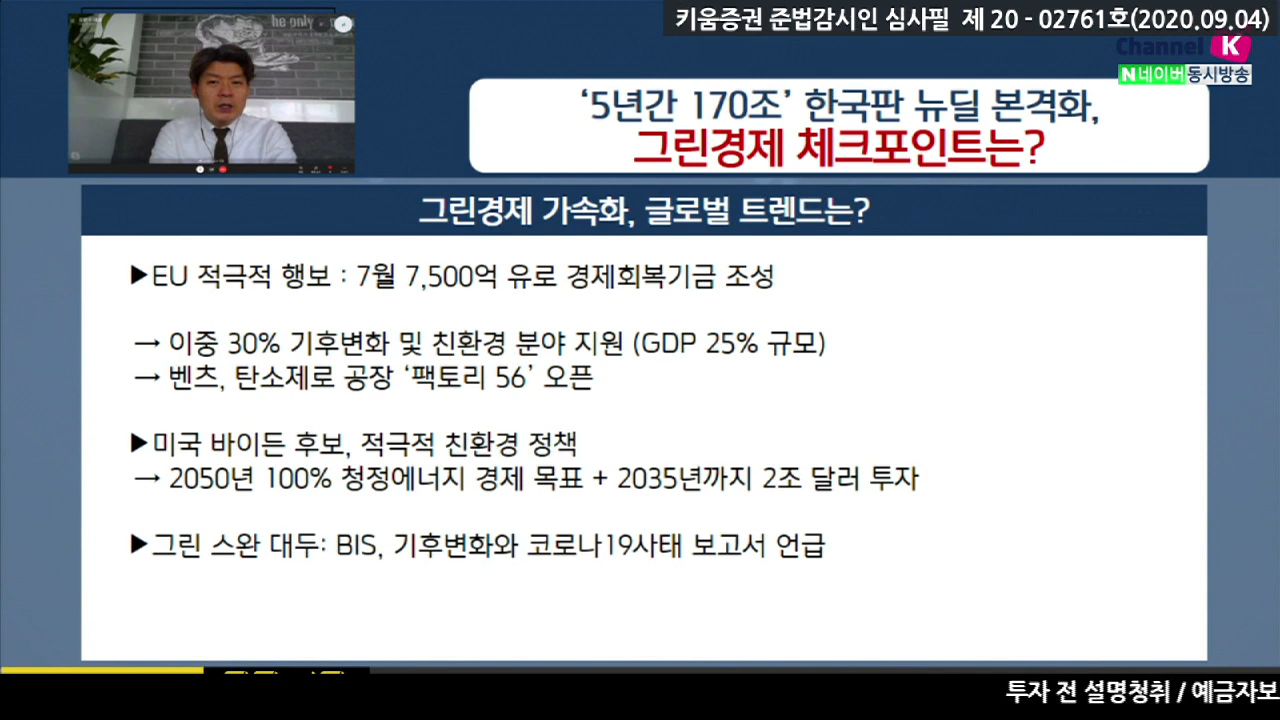 he only
키움증권 준법감시인 심사필 제 20 - 02761호(2020.09.04)
Channel K
N 네이버 동시방송
‘5년간 170조’ 한국판 뉴딜 본격화,
그린경제 체크포인트는?
그린경제 가속화, 글로벌 트렌드는?
▶EU 적극적 행보 : 7월 7,500억 유로 경제회복기금 조성
→ 이중 30% 기후변화 및 친환경 분야 지원 (GDP 25% 규모)
→ 벤츠, 탄소제로 공장 ‘팩토리 56’ 오픈
▶미국 바이든 후보, 적극적 친환경 정책
→ 2050년 100% 청정에너지 경제 목표 + 2035년까지 2조 달러 투자
▶그린 스완 대두: BIS, 기후변화와 코로나19사태 보고서 언급
투자 전 설명청취 / 예금자보